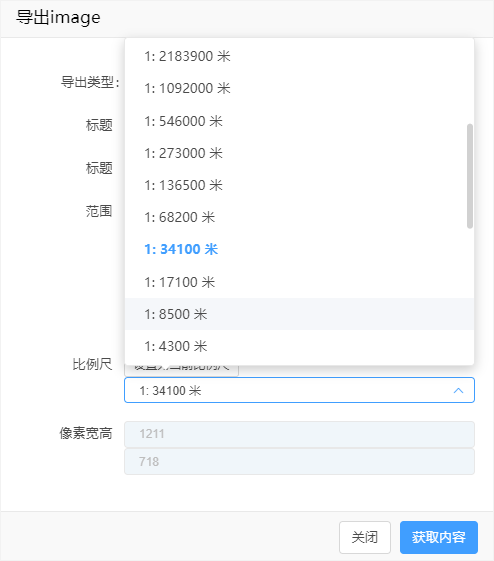 导出image
导出类型：
标题
标题
范围
1: 2183900 米
1: 1092000 米
1: 546000 米
1: 273000 米
1: 136500 米
1: 68200 米
1: 34100 米
1: 17100 米
1: 8500 米
1: 4300 米
比例尺
1: 34100 米
像素宽高
1211
718
关闭
获取内容